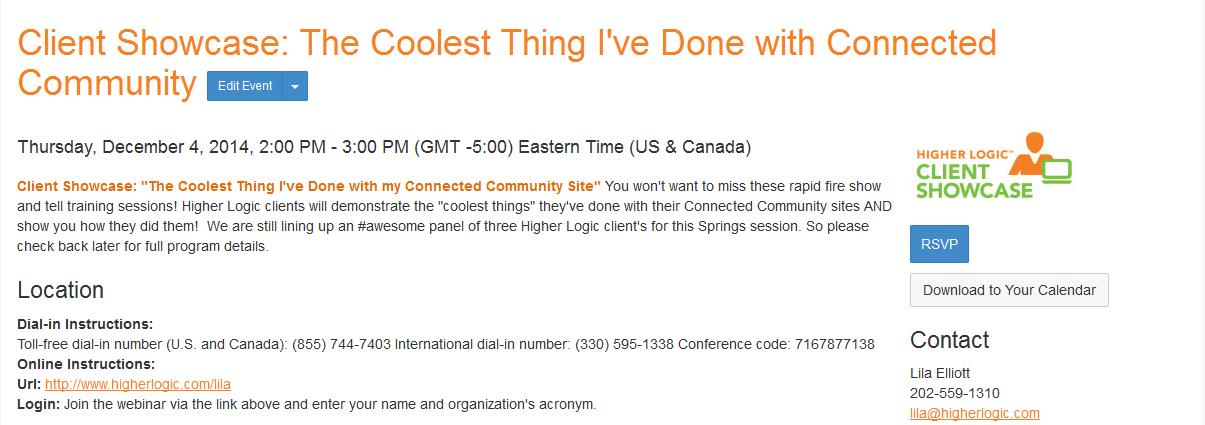 Client Showcase: The Coolest Thing I've Done with Connected
Community Edit Event
Thursday, December 4, 2014, 2:00 PM - 3:00 PM (GMT -5:00) Eastern Time (US & Canada)
Client Showcase: "The Coolest Thing I've Done with my Connected Community Site" You won't want to miss these rapid fire show
and tell training sessions! Higher Logic clients will demonstrate the "coolest things" they've done with their Connected Community sites AND
show you how they did them!  We are still lining up an #awesome panel of three Higher Logic client's for this Springs session. So please
check back later for full program details.
Location
Dial-in Instructions:
Toll-free dial-in number (U.S. and Canada): (855) 744-7403 International dial-in number: (330) 595-1338 Conference code: 7167877138
Online Instructions:
Url: http://www.higherlogic.com/lila
Login: Join the webinar via the link above and enter your name and organization's acronym.
HIGHER LOGIC™
CLIENT
SHOWCASE
RSVP
Download to Your Calendar
Contact
Lila Elliott
202-559-1310
lila@higherlogic.com